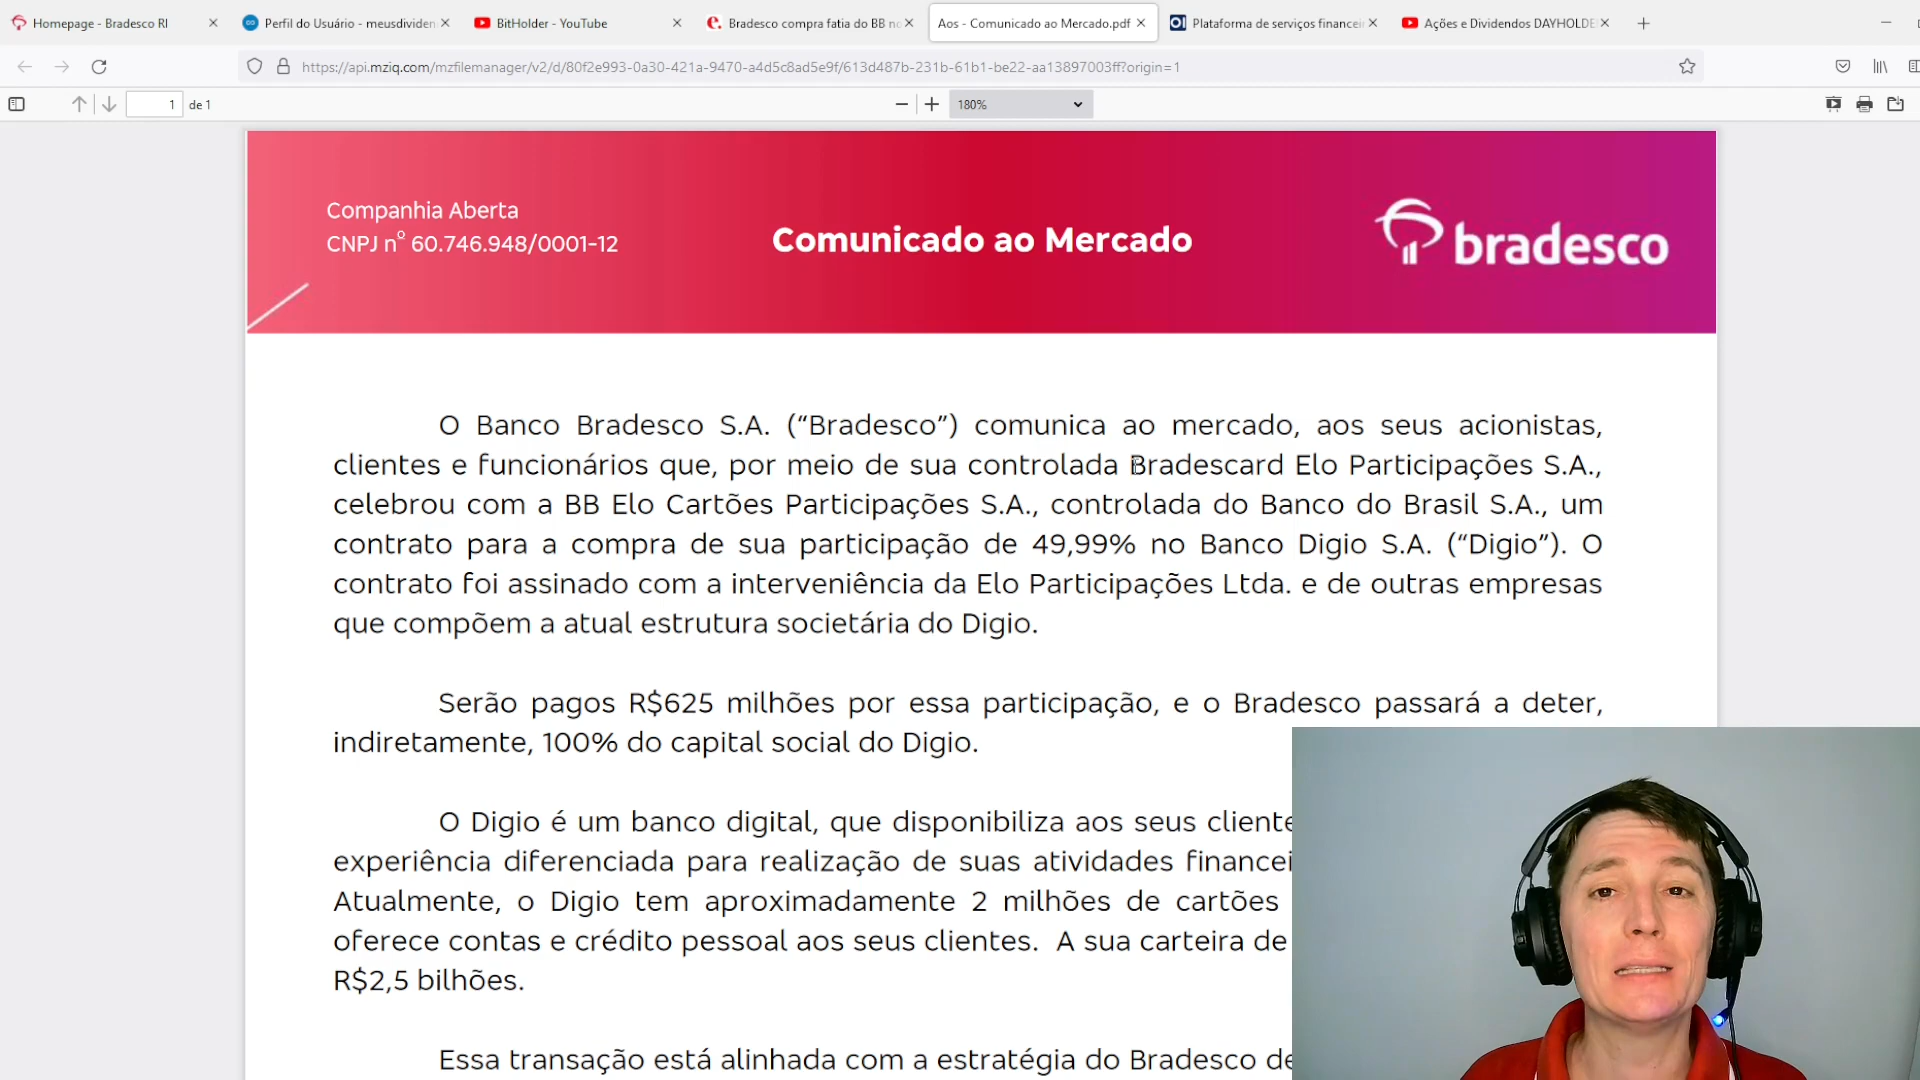 Homepage - Bradesco RI
Perfil do Usuário - meusdividen
BitHolder - YouTube
Bradesco compra fatia do BB no
Aos - Comunicado ao Mercado.pdf
Plataforma de serviços financei
Ações e Dividendos DAYHOLDE
https://api.mziq.com/mzfilemanager/v2/d/80f2e993-0a30-421a-9470-a4d5c8ad5e9f/613d487b-231b-61b1-be22-aa13897003ff?origin=1
1 de 1
180%
Companhia Aberta
CNPJ nº 60.746.948/0001-12
Comunicado ao Mercado
bradesco
O Banco Bradesco S.A. (“Bradesco”) comunica ao mercado, aos seus acionistas,
clientes e funcionários que, por meio de sua controlada Bradescard Elo Participações S.A.,
celebrou com a BB Elo Cartões Participações S.A., controlada do Banco do Brasil S.A., um
contrato para a compra de sua participação de 49,99% no Banco Digio S.A. (“Digio”). O
contrato foi assinado com a interveniência da Elo Participações Ltda. e de outras empresas
que compõem a atual estrutura societária do Digio.
Serão pagos R$625 milhões por essa participação, e o Bradesco passará a deter,
indiretamente, 100% do capital social do Digio.
O Digio é um banco digital, que disponibiliza aos seus cliente
experiência diferenciada para realização de suas atividades financei
Atualmente, o Digio tem aproximadamente 2 milhões de cartões
oferece contas e crédito pessoal aos seus clientes. A sua carteira de
R$2,5 bilhões.
Essa transação está alinhada com a estratégia do Bradesco de